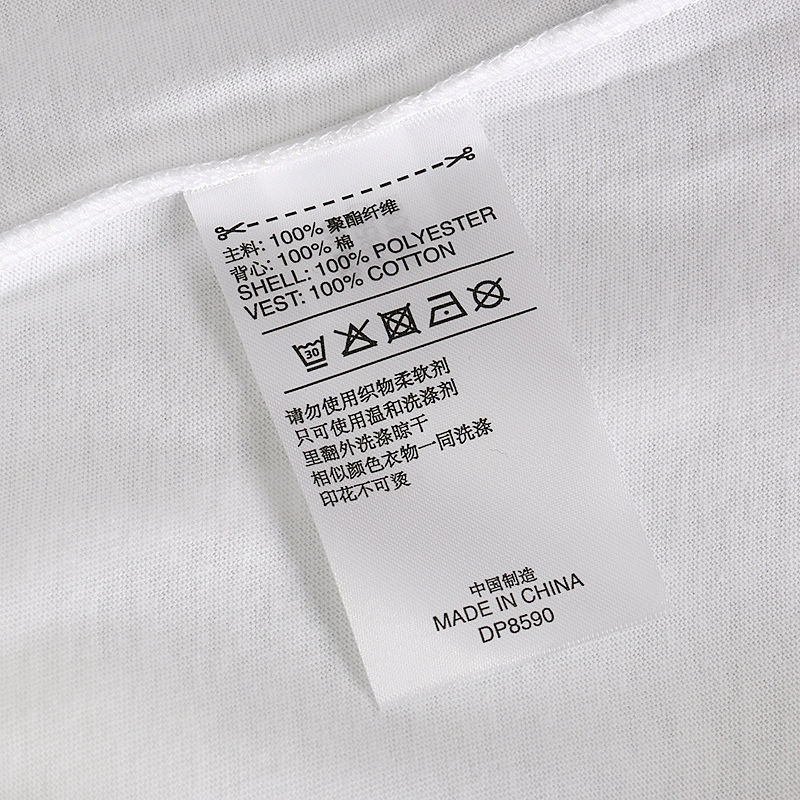 主料: 100% 聚酯纤维
背心: 100% 棉
SHELL: 100% POLYESTER
VEST: 100% COTTON
30
请勿使用织物柔软剂
只可使用温和洗涤剂
里翻外洗涤晾干
相似颜色衣物一同洗涤
印花不可烫
中国制造
MADE IN CHINA
DP8590